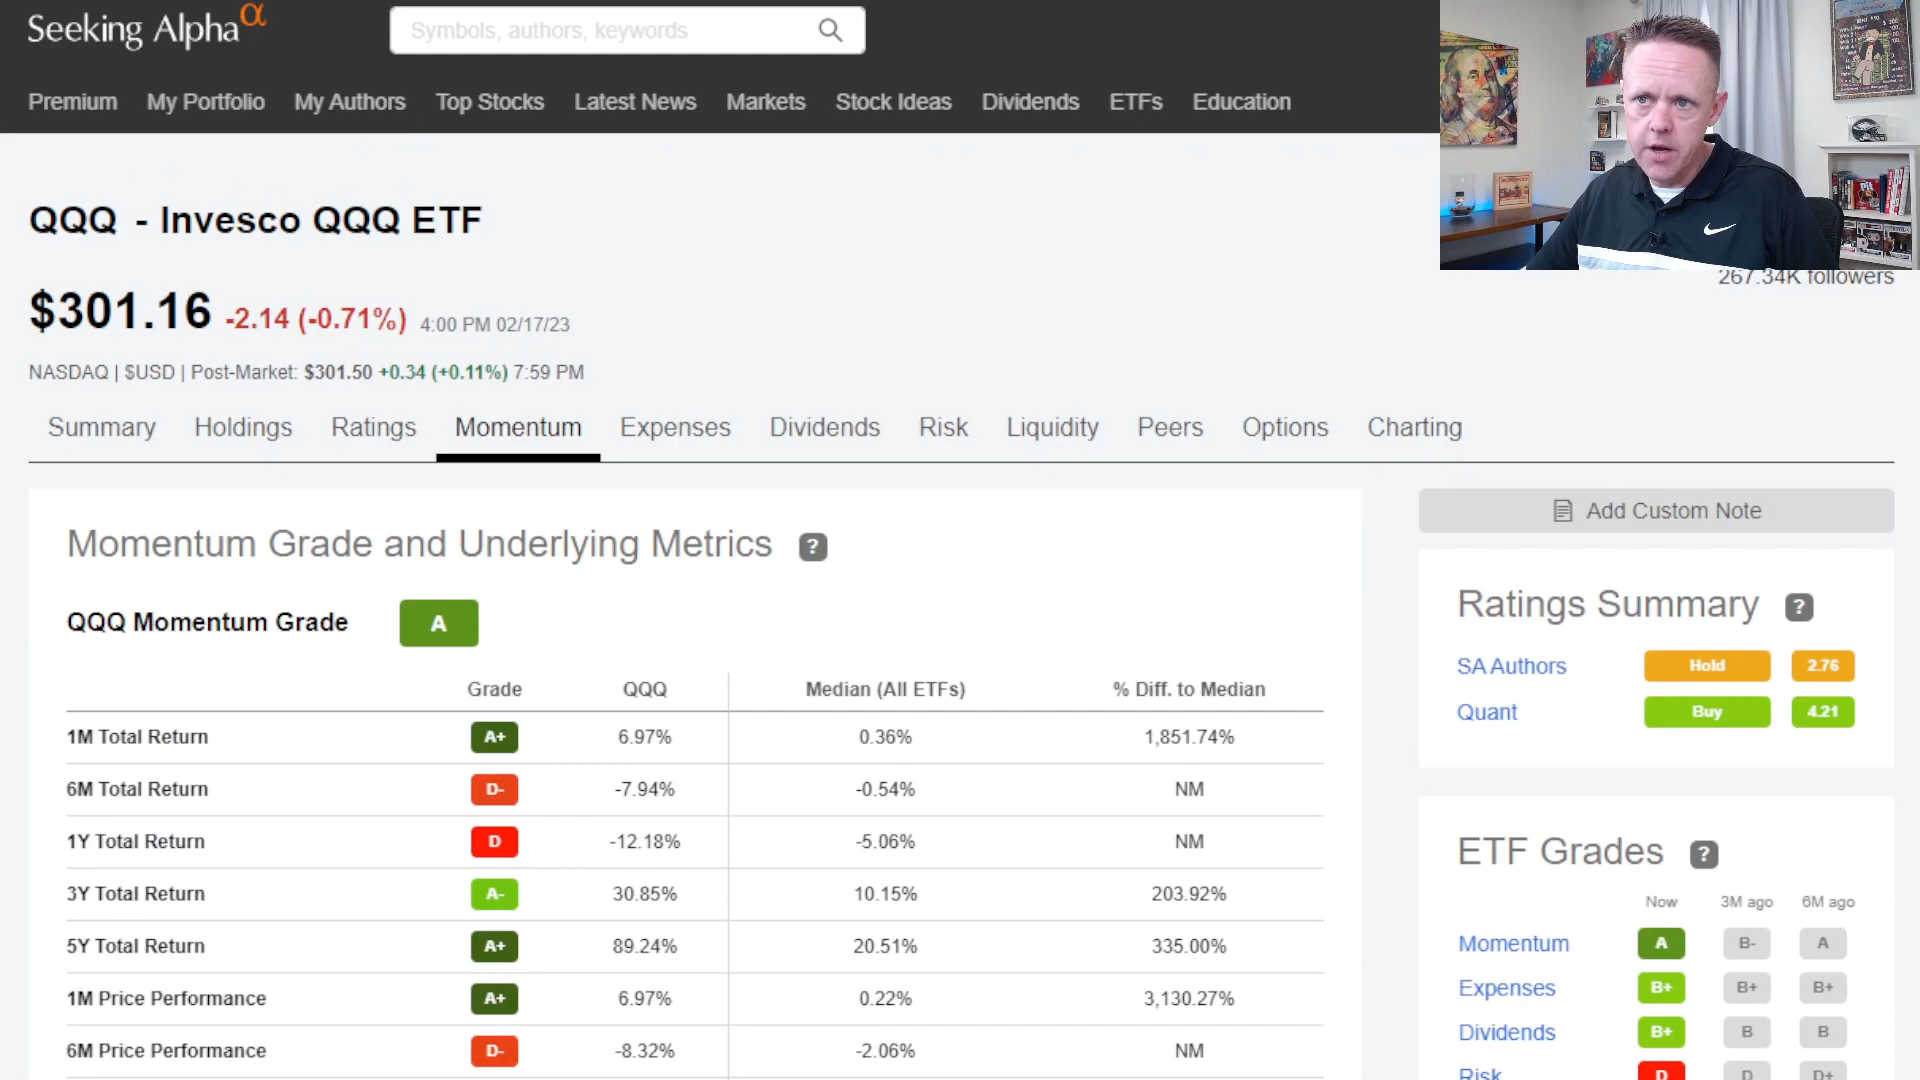 Seeking Alpha α
Symbols, authors, keywords
Premium My Portfolio My Authors Top Stocks Latest News Markets Stock Ideas Dividends ETFs Education
QQQ - Invesco QQQ ETF
267.34K followers
$301.16 -2.14 (-0.71%) 4:00 PM 02/17/23
NASDAQ | $USD | Post-Market: $301.50 +0.34 (+0.11%) 7:59 PM
Summary Holdings Ratings Momentum Expenses Dividends Risk Liquidity Peers Options Charting
Momentum Grade and Underlying Metrics ?
QQQ Momentum Grade A
Grade QQQ Median (All ETFs) % Diff. to Median
1M Total Return A+ 6.97% 0.36% 1,851.74%
6M Total Return D- -7.94% -0.54% NM
1Y Total Return D -12.18% -5.06% NM
3Y Total Return A- 30.85% 10.15% 203.92%
5Y Total Return A+ 89.24% 20.51% 335.00%
1M Price Performance A+ 6.97% 0.22% 3,130.27%
6M Price Performance D- -8.32% -2.06% NM
Add Custom Note
Ratings Summary ?
SA Authors Hold 2.76
Quant Buy 4.21
ETF Grades ?
Now 3M ago 6M ago
Momentum A B- A
Expenses B+ B+ B+
Dividends B+ B B
Risk D D D+